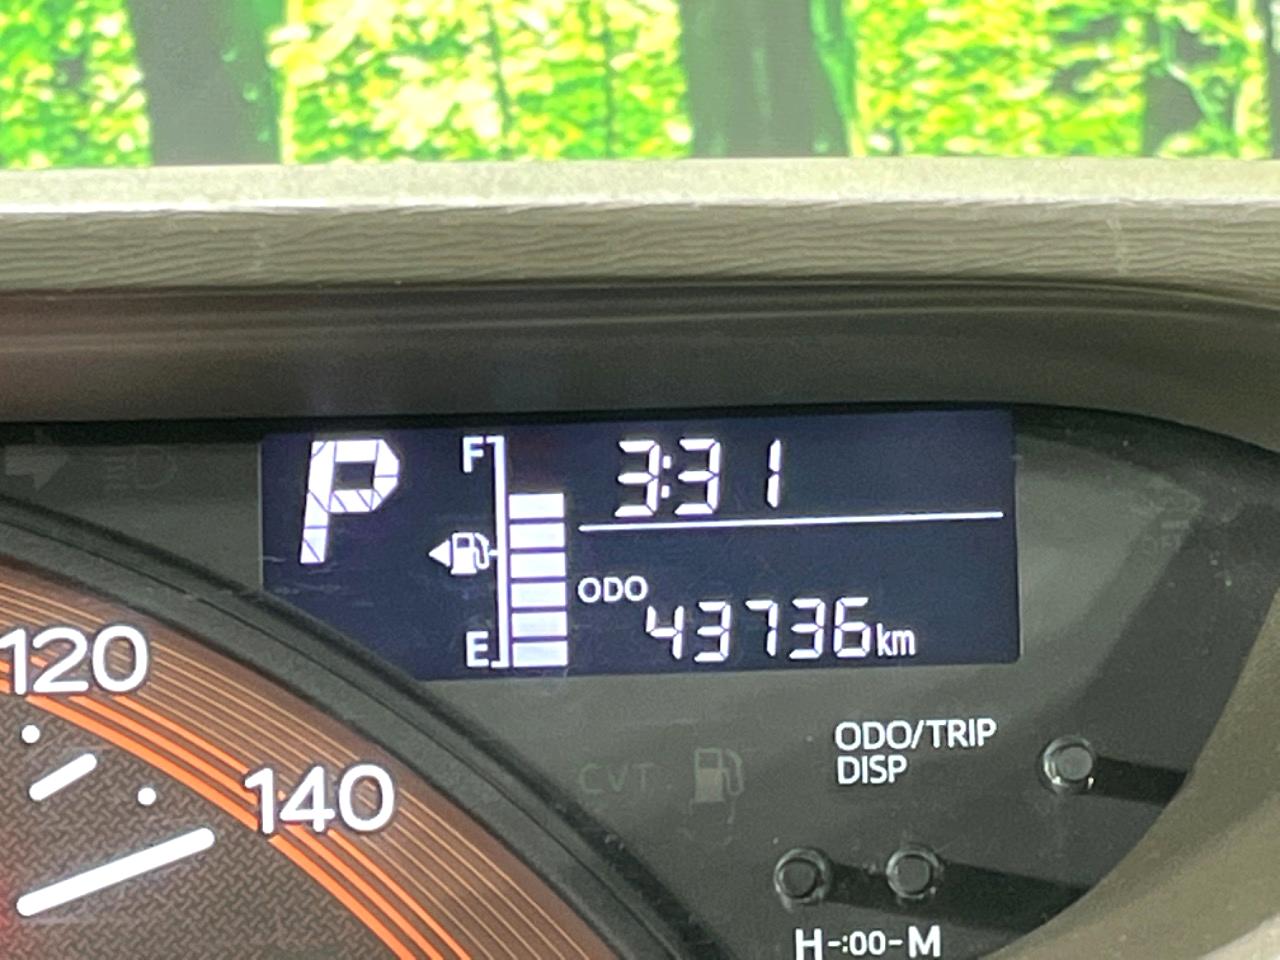 P
F
3:31
ODO
43736km
E
120
140
CVT
ODO/TRIP
DISP
H-:00-M